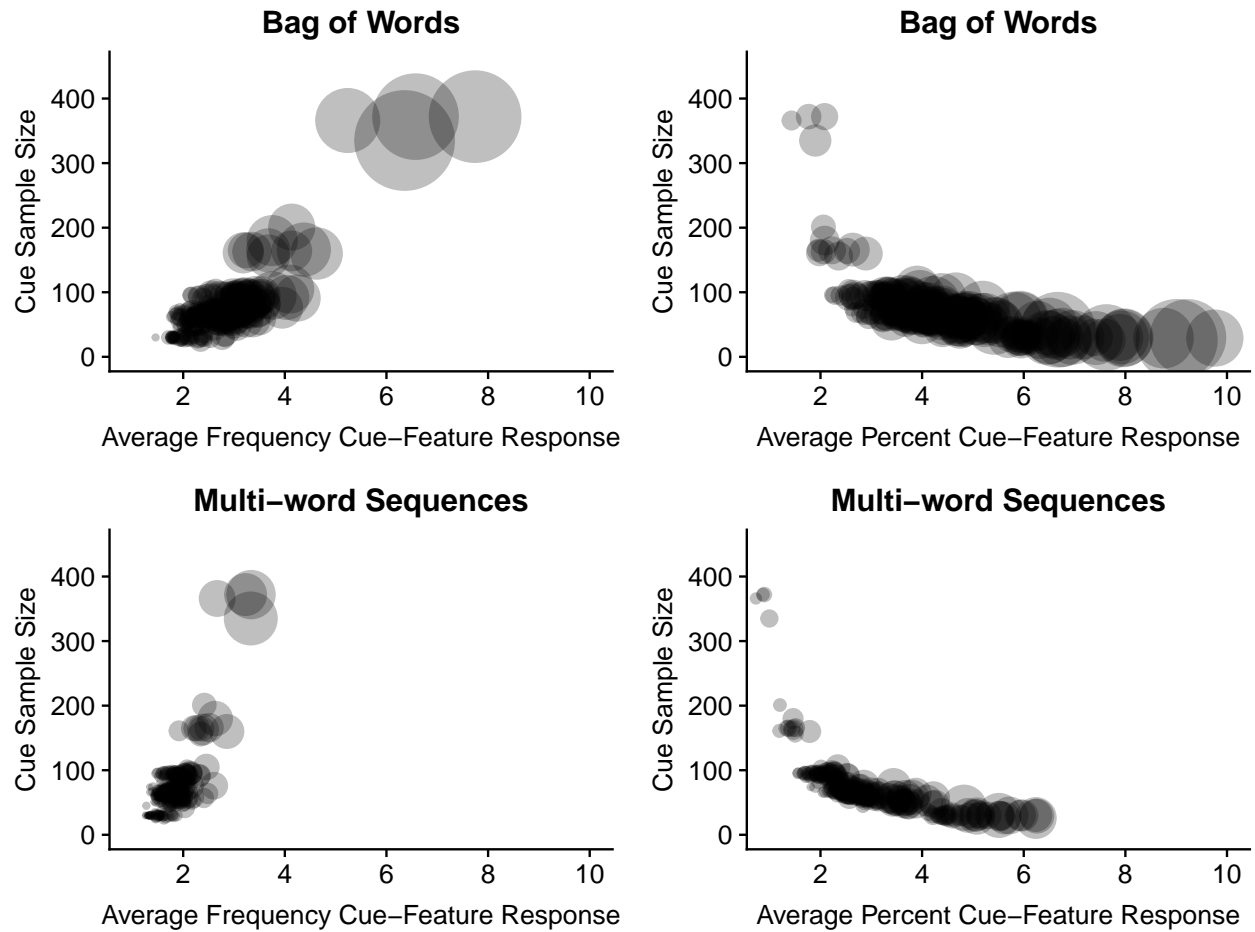 Bag of Words
Cue Sample Size
400
300
200
100
0
2 4 6 8 10
Average Frequency Cue−Feature Response
Bag of Words
Cue Sample Size
400
300
200
100
0
2 4 6 8 10
Average Percent Cue−Feature Response
Multi−word Sequences
Cue Sample Size
400
300
200
100
0
2 4 6 8 10
Average Frequency Cue−Feature Response
Multi−word Sequences
Cue Sample Size
400
300
200
100
0
2 4 6 8 10
Average Percent Cue−Feature Response